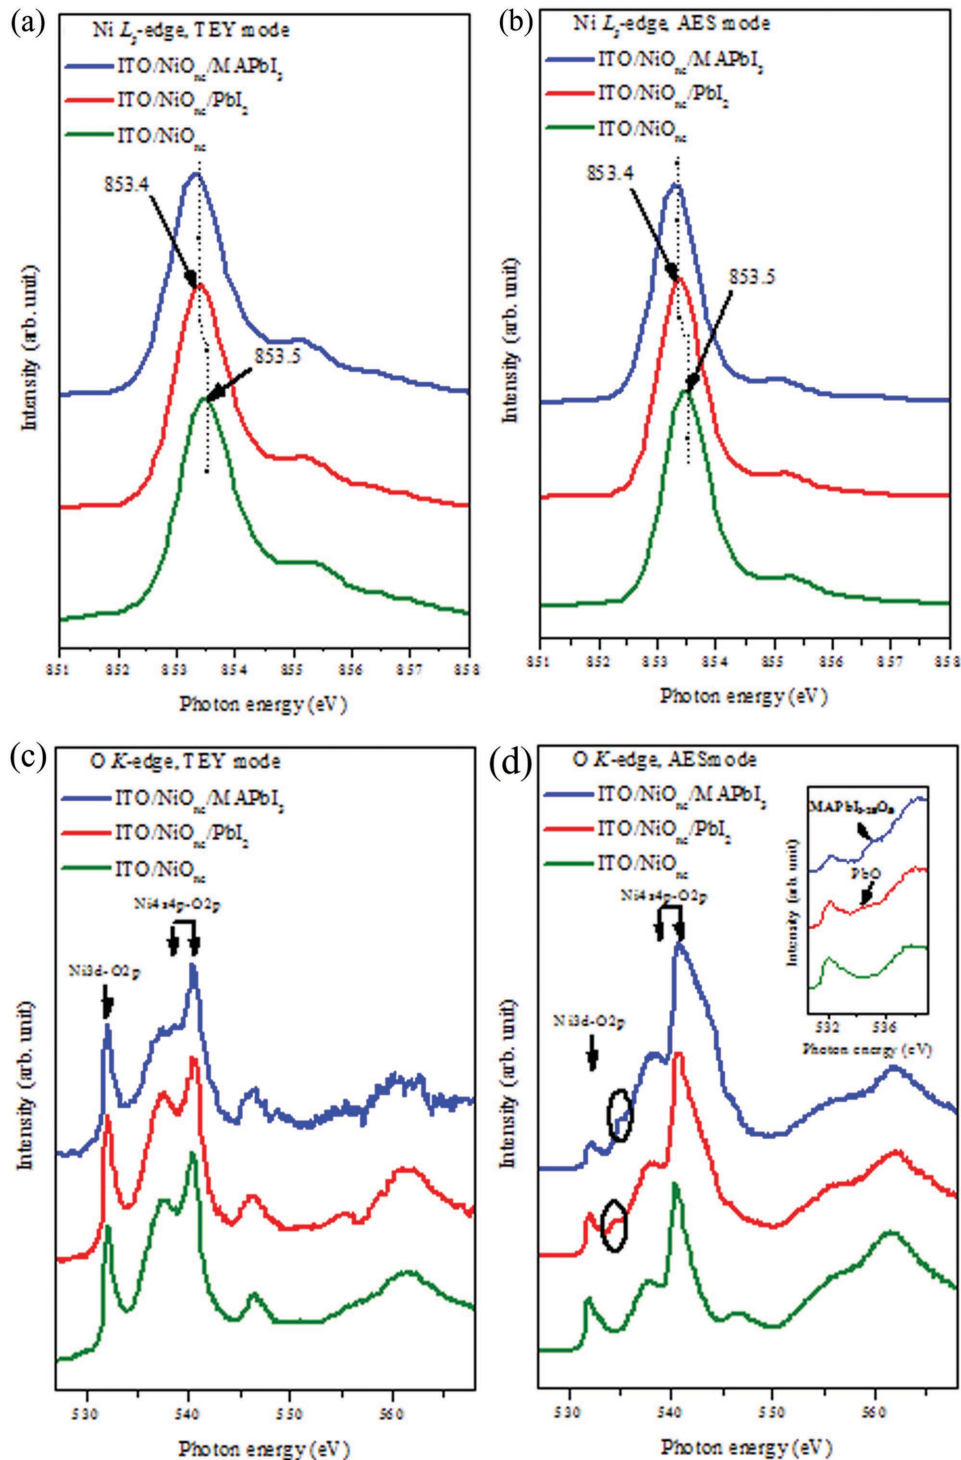 (a)
Ni L3-edge, TEY mode
ITO/NiOnc/MAPbI3
ITO/NiOnc/PbI2
ITO/NiOnc
853.4
853.5
Intensity (arb. unit)
851 852 853 854 855 856 857 858
Photon energy (eV)
(b)
Ni L3-edge, AES mode
ITO/NiOnc/MAPbI3
ITO/NiOnc/PbI2
ITO/NiOnc
853.4
853.5
Intensity (arb. unit)
851 852 853 854 855 856 857 858
Photon energy (eV)
(c)
O K-edge, TEY mode
ITO/NiOnc/MAPbI3
ITO/NiOnc/PbI2
ITO/NiOnc
Ni4s4p-O2p
Ni3d-O2p
Intensity (arb. unit)
530 540 550 560
Photon energy (eV)
(d)
O K-edge, AESmode
ITO/NiOnc/MAPbI3
ITO/NiOnc/PbI2
ITO/NiOnc
Ni4s4p-O2p
Ni3d-O2p
Intensity (arb. unit)
530 540 550 560
Photon energy (eV)
PbO
Intensity (arb. unit)
532 536
Photon energy (eV)